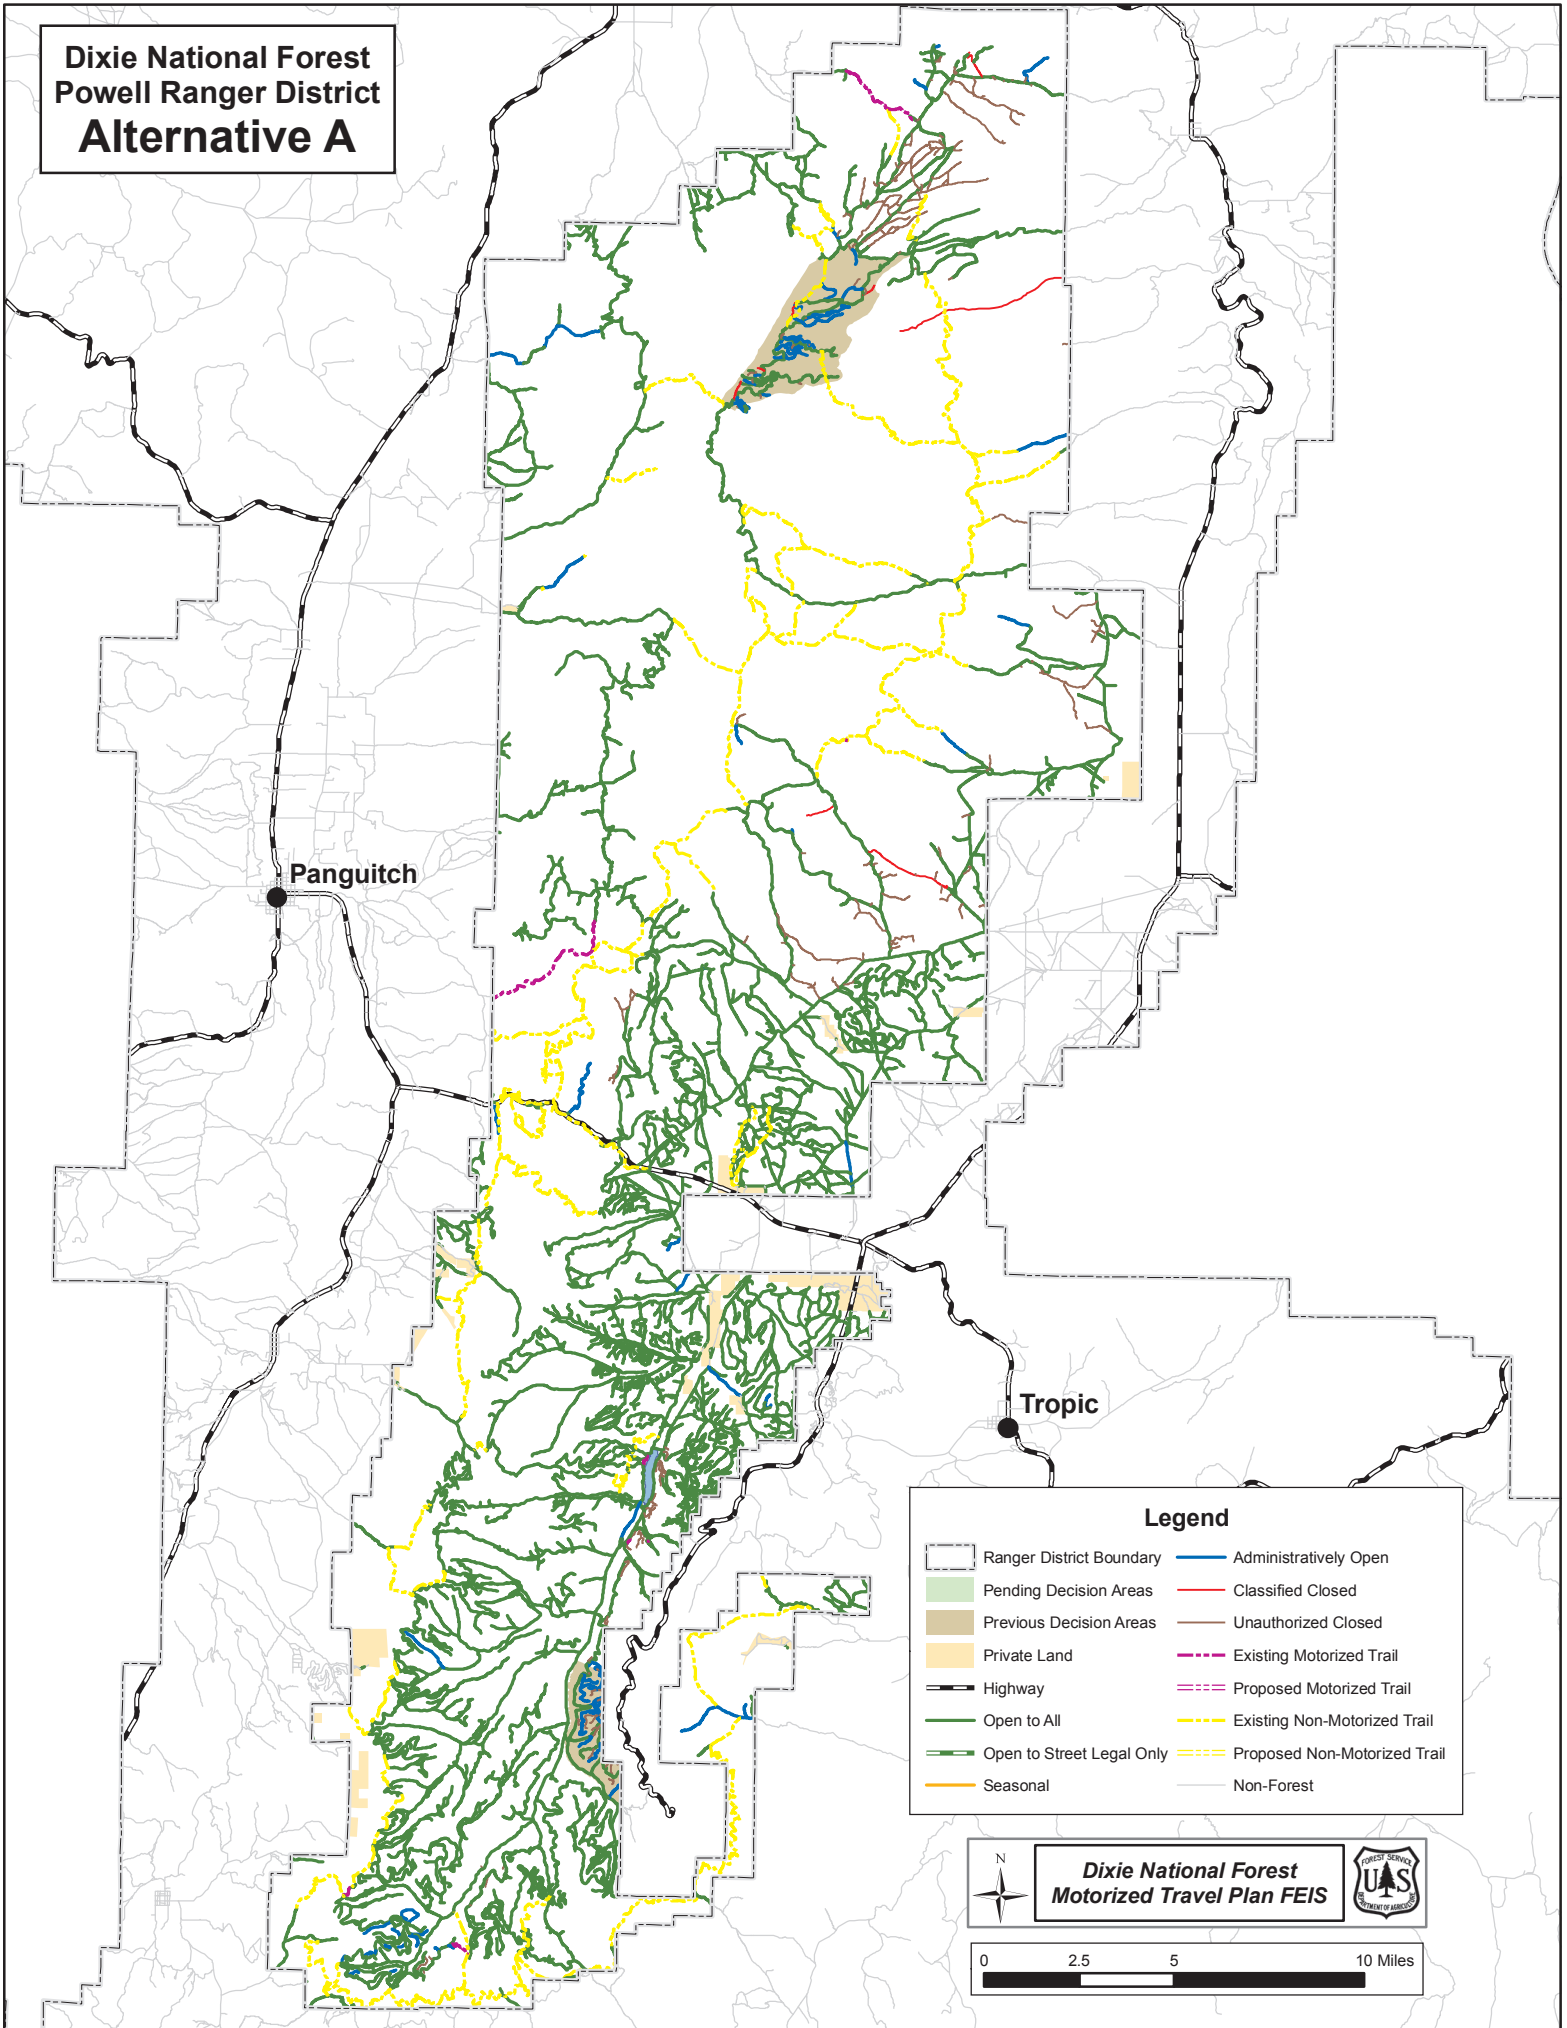 Dixie National Forest
Powell Ranger District
Alternative A
Panguitch
Tropic
Legend
Ranger District Boundary
Pending Decision Areas
Previous Decision Areas
Private Land
Highway
Open to All
Open to Street Legal Only
Seasonal
Administratively Open
Classified Closed
Unauthorized Closed
Existing Motorized Trail
Proposed Motorized Trail
Existing Non-Motorized Trail
Proposed Non-Motorized Trail
Non-Forest
N
Dixie National Forest
Motorized Travel Plan FEIS
FOREST SERVICE
U S
DEPARTMENT OF AGRICULTURE
0 2.5 5 10 Miles